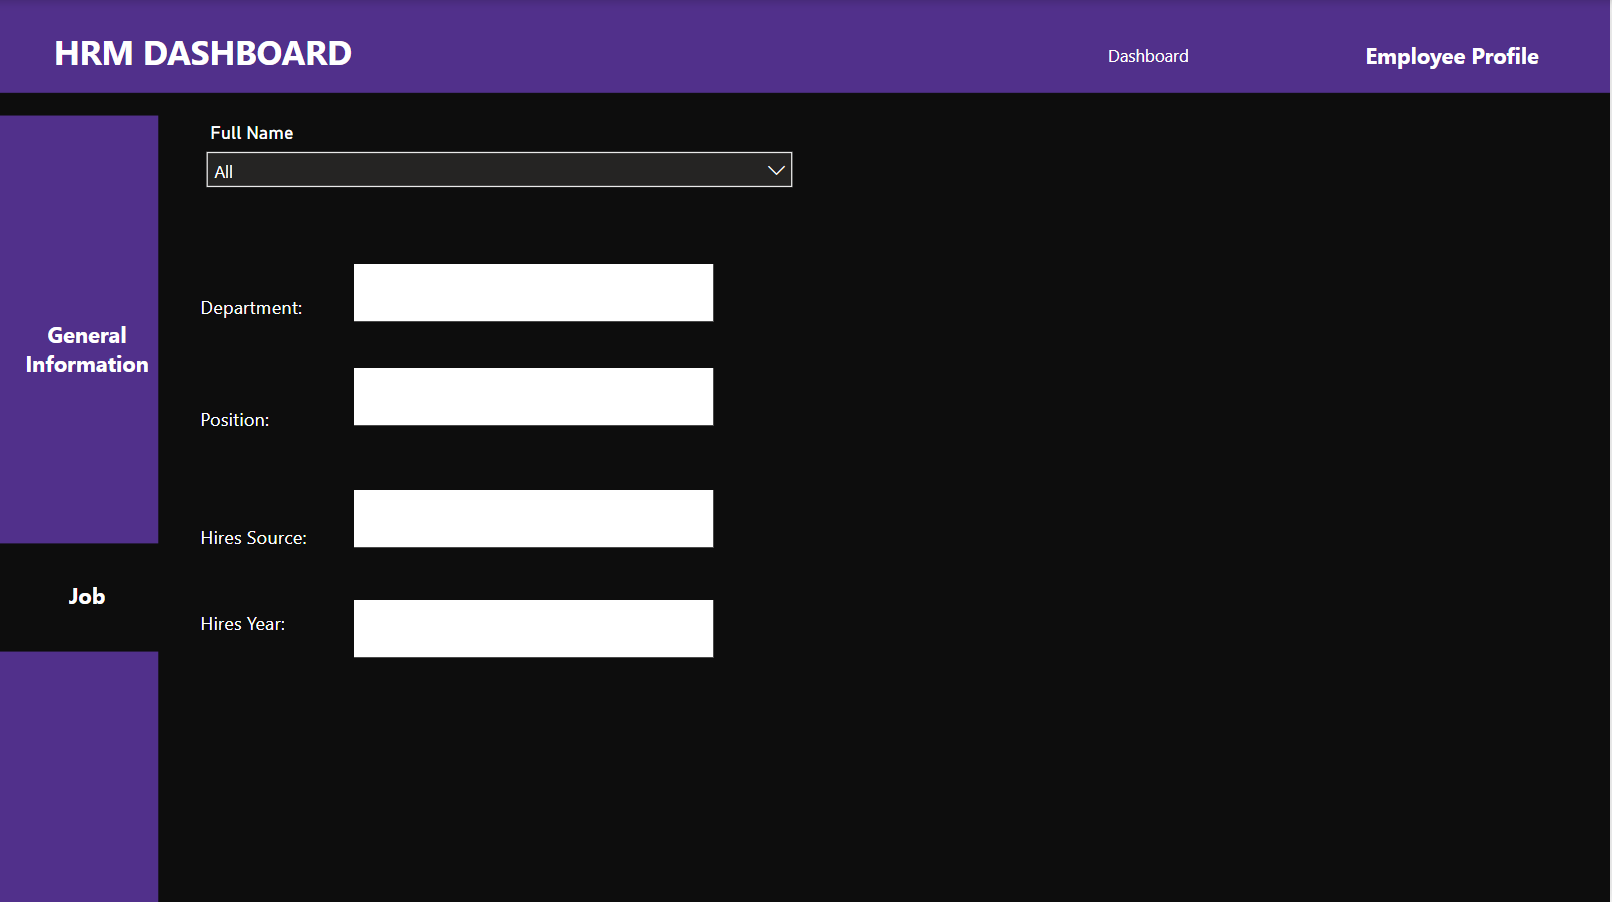 HRM DASHBOARD
Dashboard
Employee Profile
Full Name
All
General
Information
Department:
Position:
Hires Source:
Job
Hires Year: